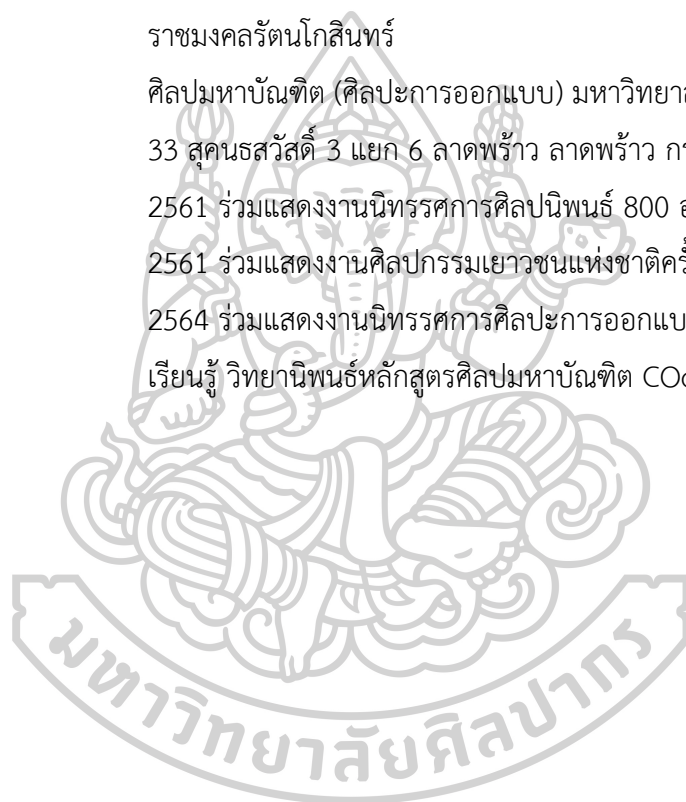 ราชมงคลรัตนโกสินทร์
ศิลปมหาบัณฑิต (ศิลปะการออกแบบ) มหาวิทยาล
33 สุคนธสวัสดิ์ 3 แยก 6 ลาดพร้าว ลาดพร้าว
2561 ร่วมแสดงงานนิทรรศการศิลปนิพนธ์ 800
2561 ร่วมแสดงงานศิลปกรรมเยาวชนแห่งชาติครั้
2564 ร่วมแสดงงานนิทรรศการศิลปะการออกแบ
เรียนรู้ วิทยานิพนธ์หลักสูตรศิลปมหาบัณฑิต
มหาวิทยาลัยศิลปากร